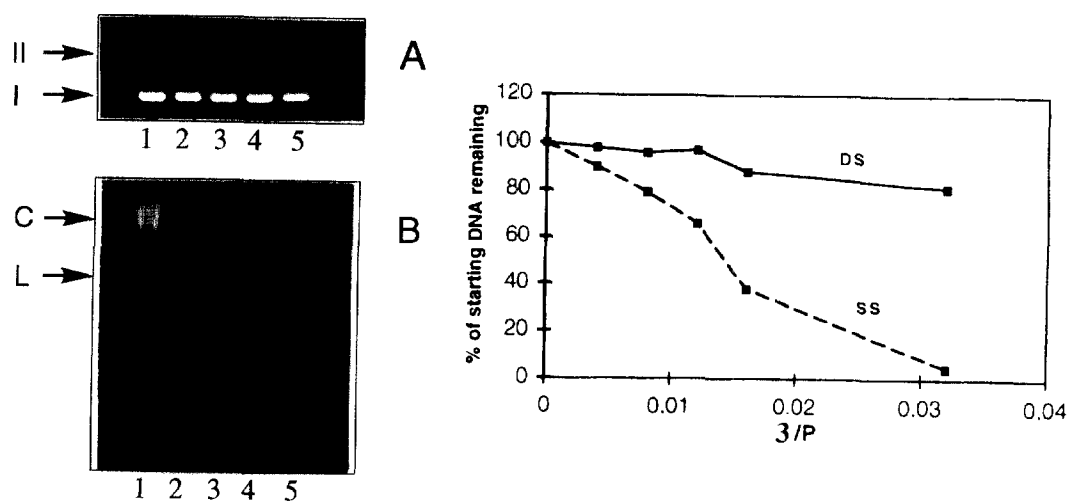 II
I
A
1 2 3 4 5
C
L
B
1 2 3 4 5
% of starting DNA remaining
120
100
80
60
40
20
0
DS
SS
0 0.01 0.02 0.03 0.04
3/P